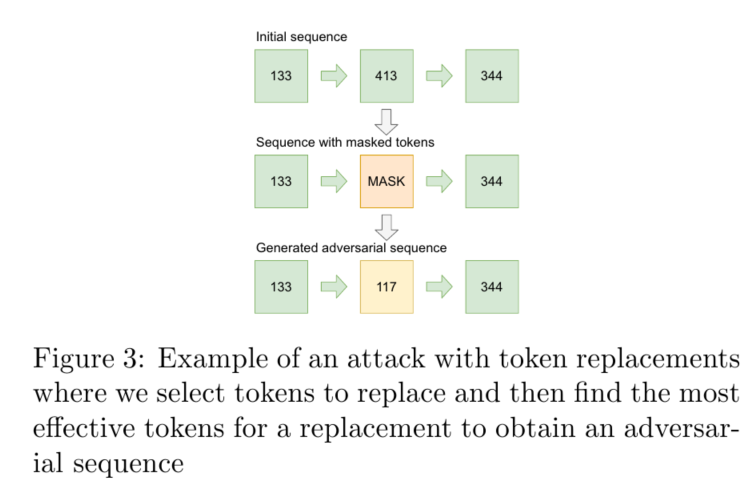 Initial sequence
133 413 344
Sequence with masked tokens
133 MASK 344
Generated adversarial sequence
133 117 344
Figure 3: Example of an attack with token replacements
where we select tokens to replace and then find the most
effective tokens for a replacement to obtain an adversar-
ial sequence